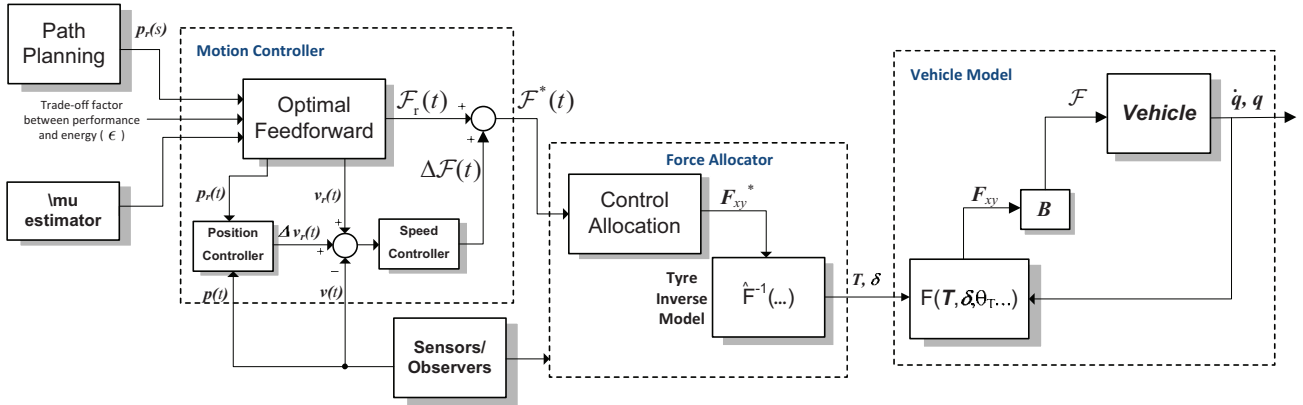 Path
Planning
p_r(s)
Trade-off factor
between performance
and energy ( ϵ )
\mu
estimator
Motion Controller
Optimal
Feedforward
ℱ_r(t)
+
+
ℱ^*(t)
Δℱ(t)
p_r(t)
v_r(t)
Position
Controller
Δv_r(t)
+
+
−
Speed
Controller
p(t)
v(t)
Sensors/
Observers
Force Allocator
Control
Allocation
F_xy^*
Tyre
Inverse
Model
F̂^-1(...)
T, δ
Vehicle Model
ℱ
Vehicle
q̇, q
F_xy
B
F(T,δ,θ_T...)